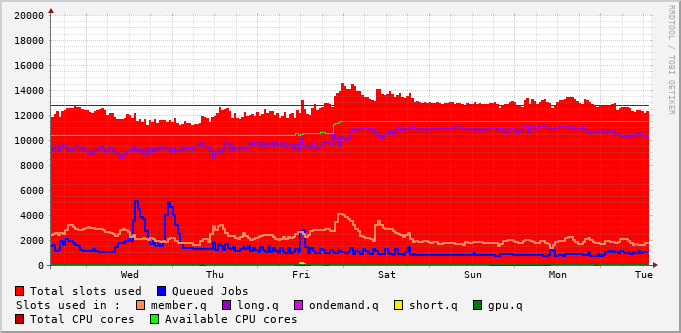 20000
18000
16000
14000
12000
10000
8000
6000
4000
2000
0
Wed Thu Fri Sat Sun Mon Tue
RRDTOOL / TOBI OETIKER
Total slots used Queued Jobs
Slots used in : member.q long.q ondemand.q short.q gpu.q
Total CPU cores Available CPU cores